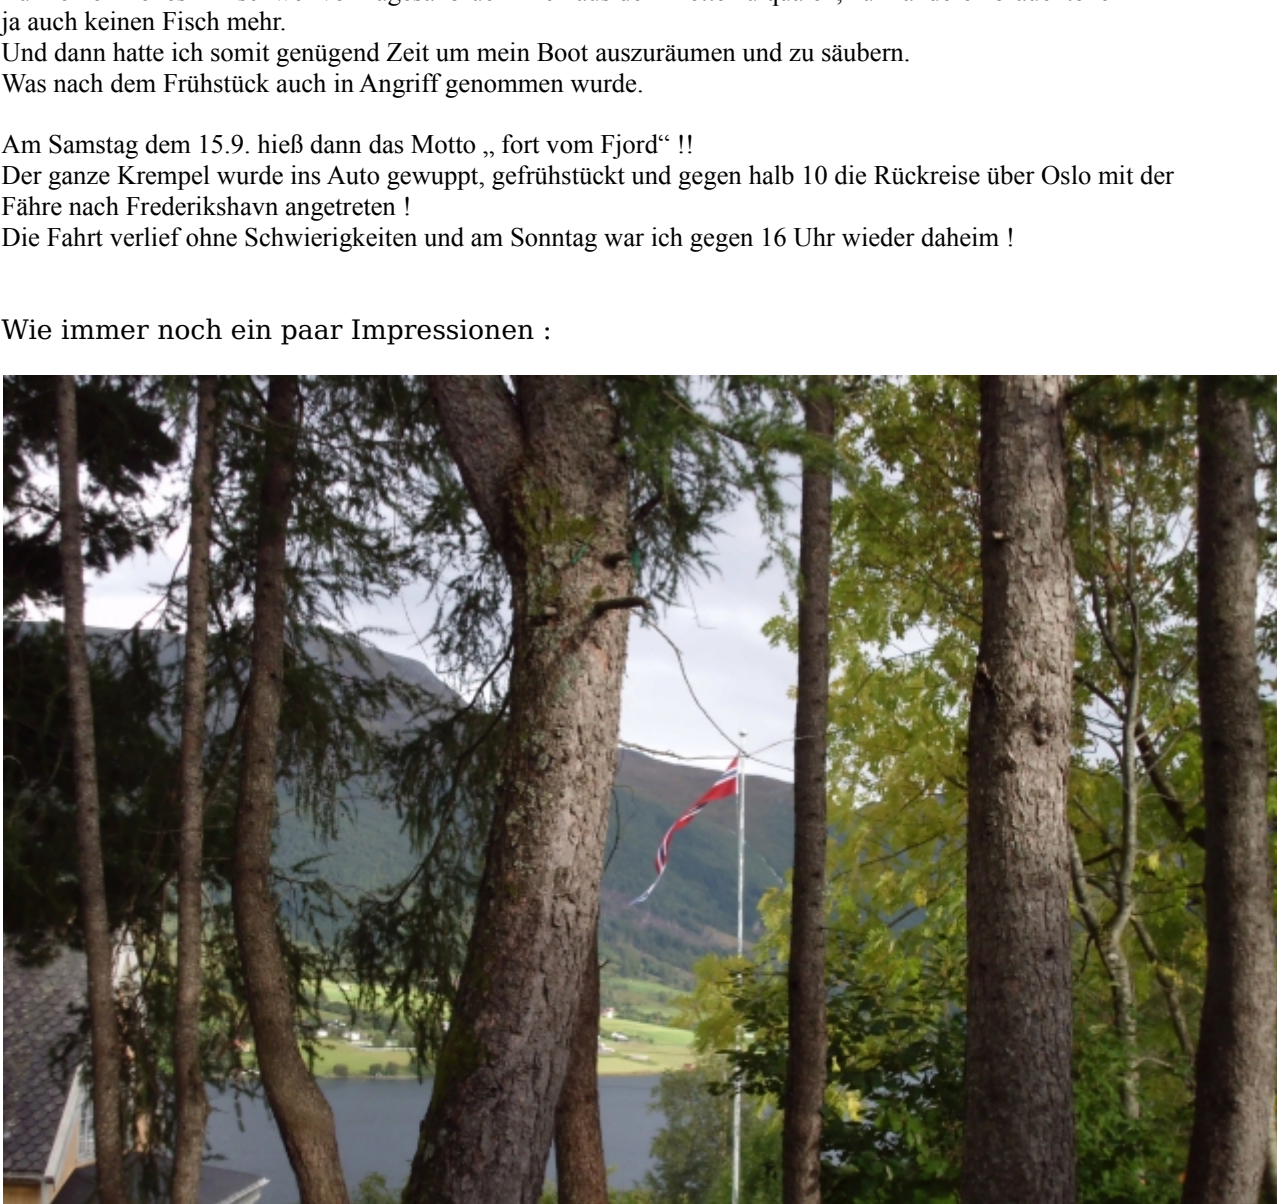 ja auch keinen Fisch mehr.
Und dann hatte ich somit genügend Zeit um mein Boot auszuräumen und zu säubern.
Was nach dem Frühstück auch in Angriff genommen wurde.
Am Samstag dem 15.9. hieß dann das Motto „ fort vom Fjord“ !!
Der ganze Krempel wurde ins Auto gewuppt, gefrühstückt und gegen halb 10 die Rückreise über Oslo mit der
Fähre nach Frederikshavn angetreten !
Die Fahrt verlief ohne Schwierigkeiten und am Sonntag war ich gegen 16 Uhr wieder daheim !
Wie immer noch ein paar Impressionen :